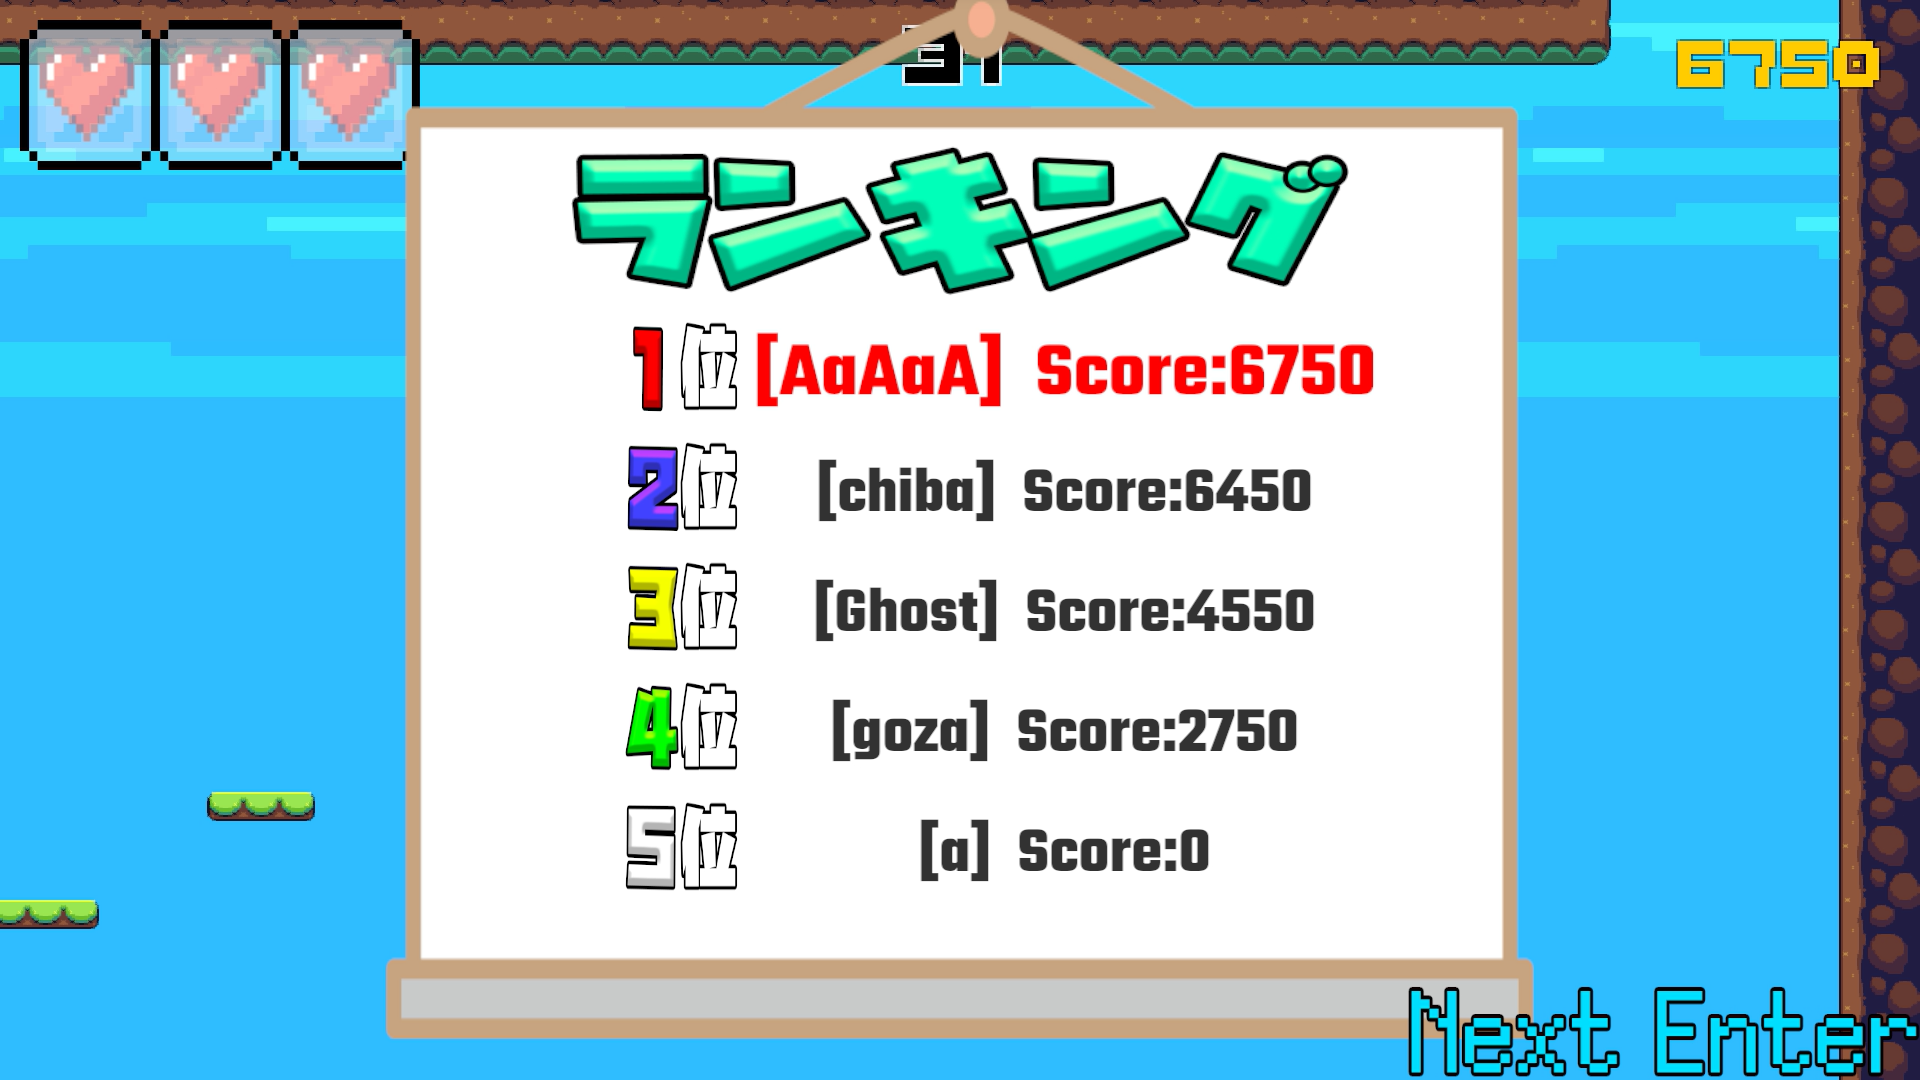 6750
ランキング
1位 [AaAaA] Score:6750
2位 [chiba] Score:6450
3位 [Ghost] Score:4550
4位 [goza] Score:2750
5位 [a] Score:0
Next Enter